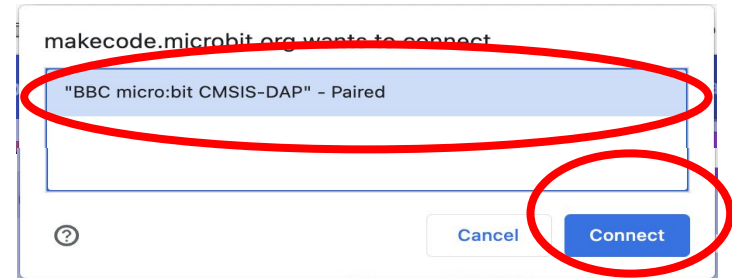 makecode.microbit.org wants to connect
"BBC micro:bit CMSIS-DAP" - Paired
Cancel
Connect